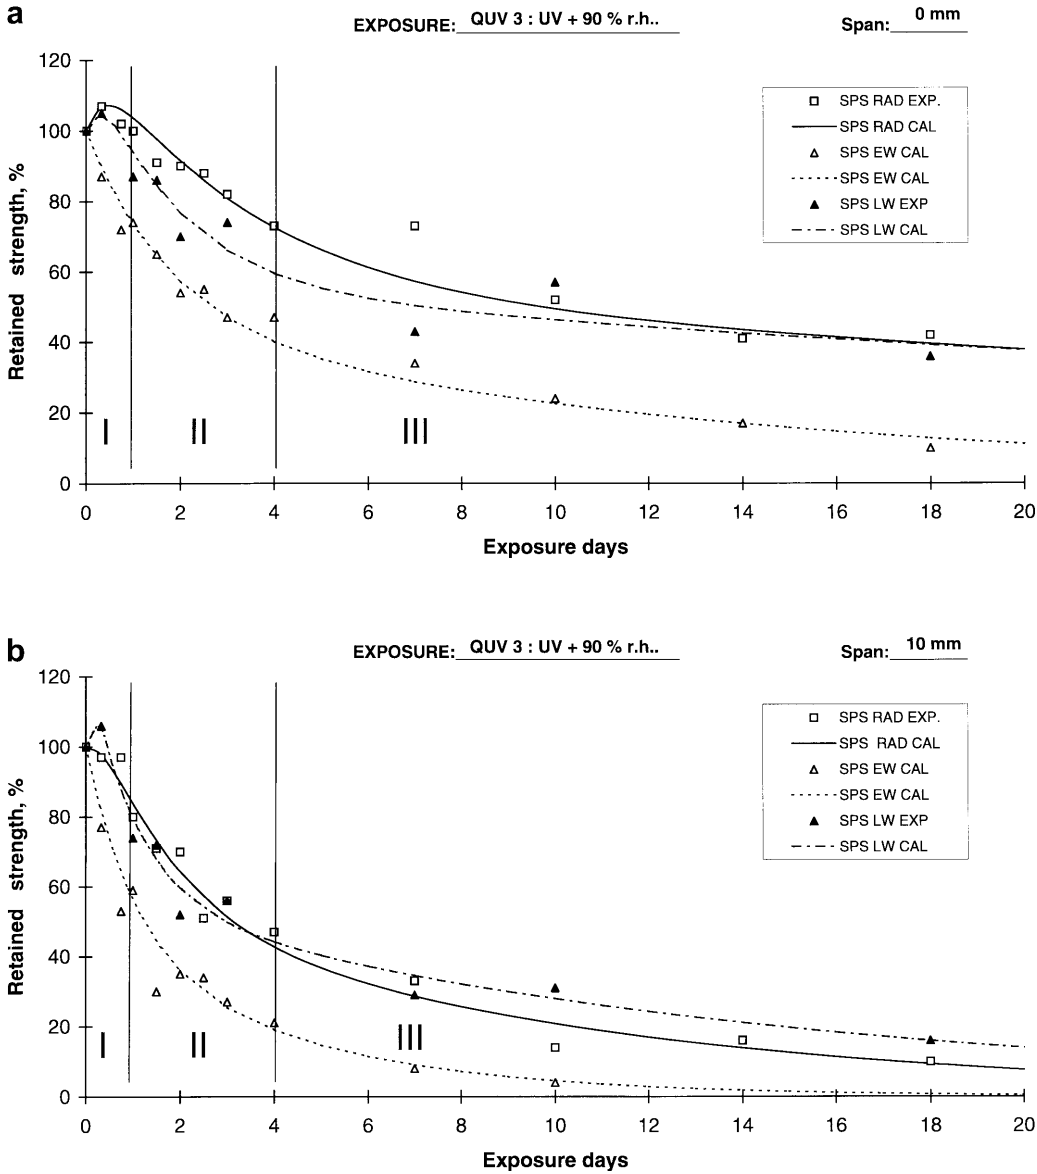 a
EXPOSURE: QUV 3 : UV + 90 % r.h.. Span: 0 mm
120
100
80
60
40
20
0
Retained strength, %
SPS RAD EXP.
SPS RAD CAL
SPS EW CAL
SPS EW CAL
SPS LW EXP
SPS LW CAL
I II III
0 2 4 6 8 10 12 14 16 18 20
Exposure days
b
EXPOSURE: QUV 3 : UV + 90 % r.h.. Span: 10 mm
120
100
80
60
40
20
0
Retained strength, %
SPS RAD EXP.
SPS RAD CAL
SPS EW CAL
SPS EW CAL
SPS LW EXP
SPS LW CAL
I II III
0 2 4 6 8 10 12 14 16 18 20
Exposure days